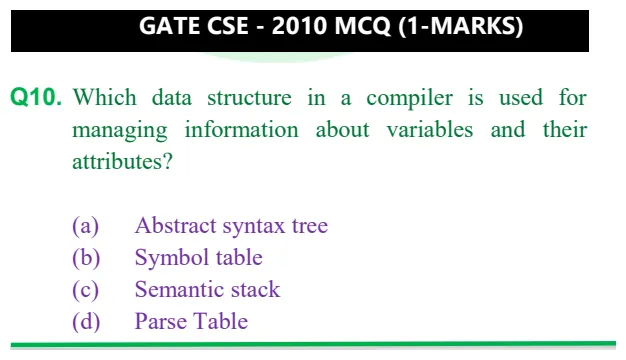 GATE CSE - 2010 MCQ (1-MARKS)
Q10. Which data structure in a compiler is used for
managing information about variables and their
attributes?
(a) Abstract syntax tree
(b) Symbol table
(c) Semantic stack
(d) Parse Table